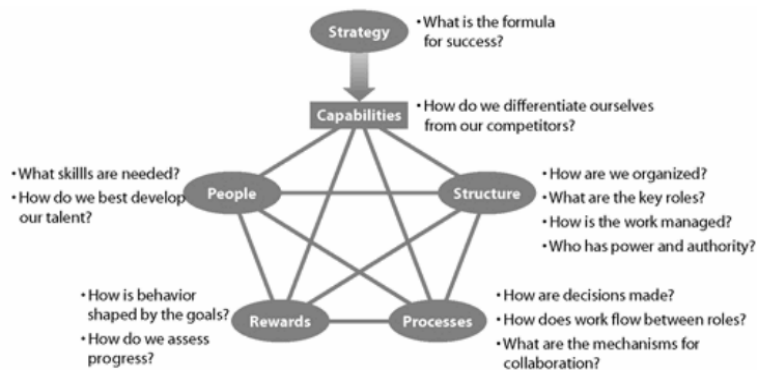 Strategy
• What is the formula
for success?
Capabilities
• How do we differentiate ourselves
from our competitors?
• What skillls are needed?
• How do we best develop
our talent?
People
Structure
• How are we organized?
• What are the key roles?
• How is the work managed?
• Who has power and authority?
• How is behavior
shaped by the goals?
• How do we assess
progress?
Rewards
Processes
• How are decisions made?
• How does work flow between roles?
• What are the mechanisms for
collaboration?